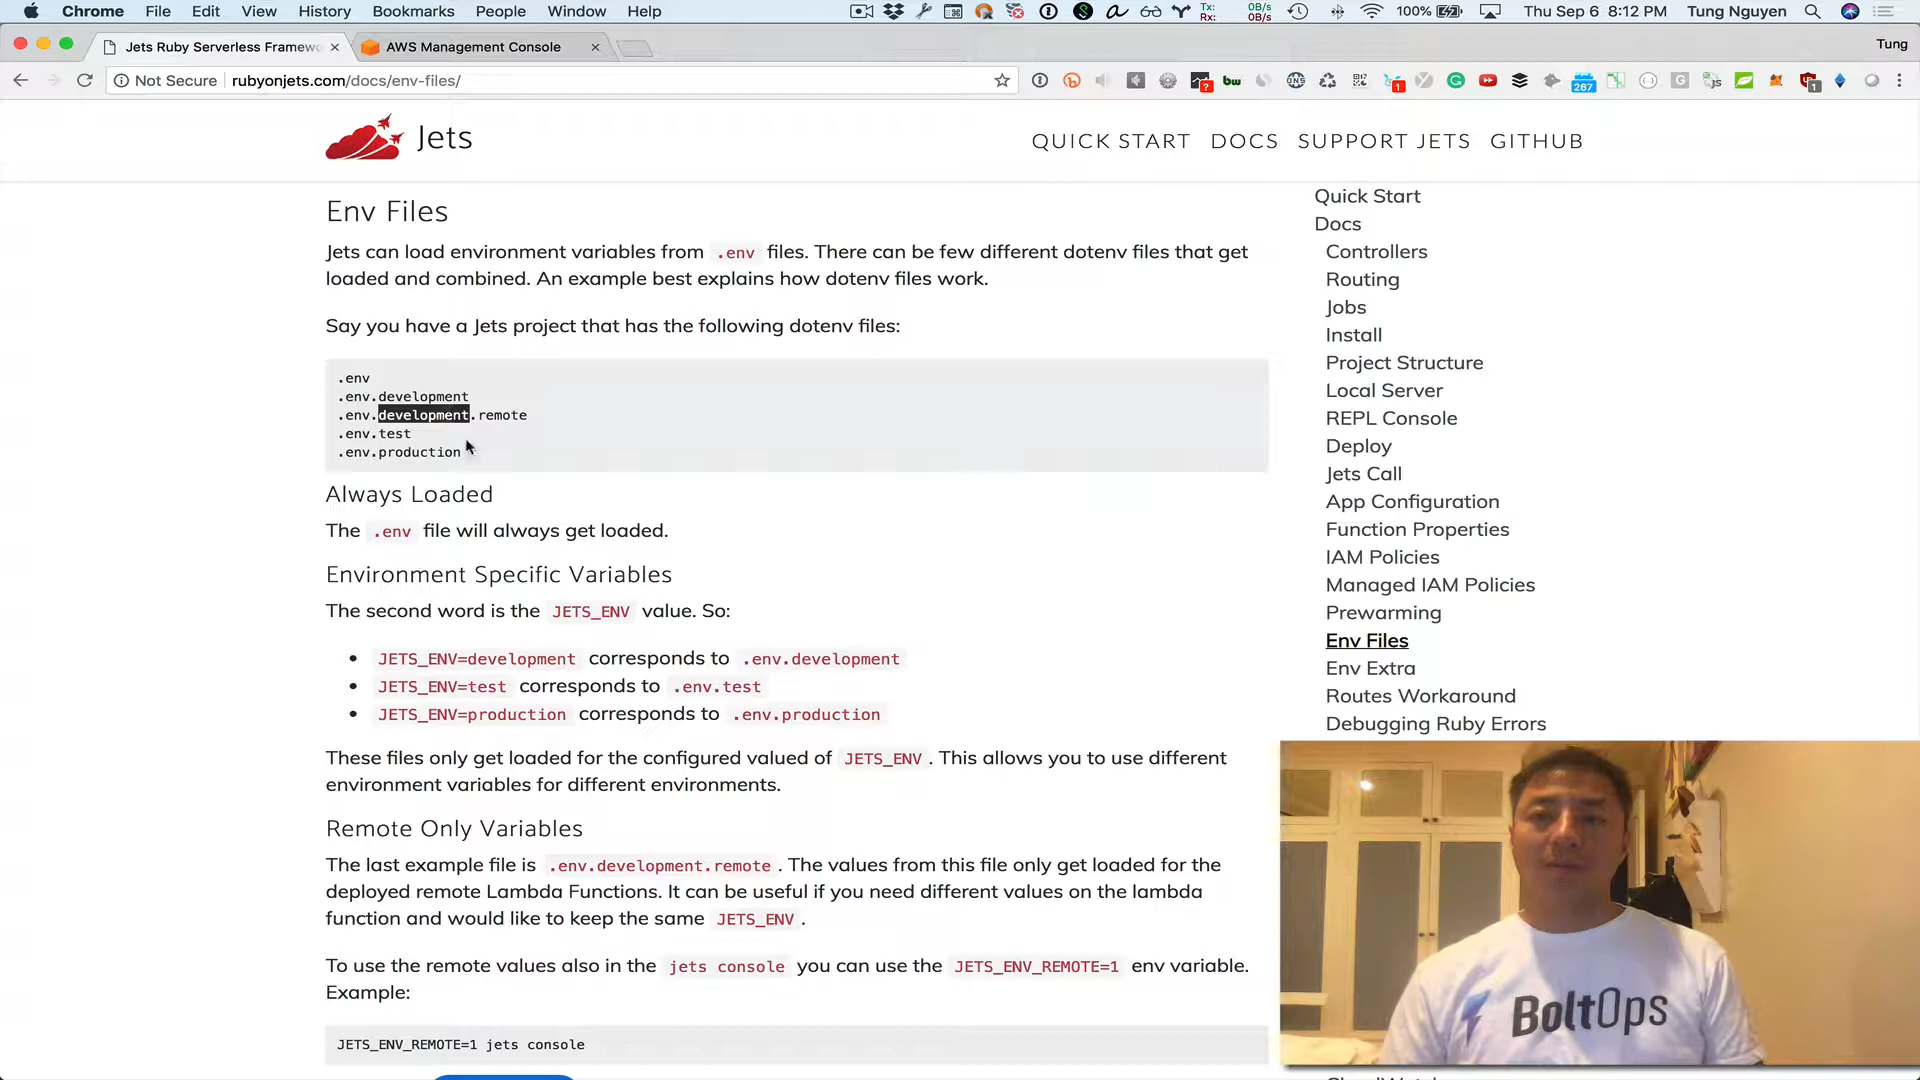 Chrome File Edit View History Bookmarks People Window Help
Tx: 0B/s
Rx: 0B/s
100% Thu Sep 6 8:12 PM Tung Nguyen
Jets Ruby Serverless Framewo
AWS Management Console
Tung
Not Secure rubyonjets.com/docs/env-files/
bw
DNS
1
267
1
Jets
QUICK START DOCS SUPPORT JETS GITHUB
Env Files
Jets can load environment variables from .env files. There can be few different dotenv files that get
loaded and combined. An example best explains how dotenv files work.
Say you have a Jets project that has the following dotenv files:
.env
.env.development
.env.development.remote
.env.test
.env.production
Always Loaded
The .env file will always get loaded.
Environment Specific Variables
The second word is the JETS_ENV value. So:
• JETS_ENV=development corresponds to .env.development
• JETS_ENV=test corresponds to .env.test
• JETS_ENV=production corresponds to .env.production
These files only get loaded for the configured valued of JETS_ENV . This allows you to use different
environment variables for different environments.
Remote Only Variables
The last example file is .env.development.remote . The values from this file only get loaded for the
deployed remote Lambda Functions. It can be useful if you need different values on the lambda
function and would like to keep the same JETS_ENV .
To use the remote values also in the jets console you can use the JETS_ENV_REMOTE=1 env variable.
Example:
JETS_ENV_REMOTE=1 jets console
Quick Start
Docs
Controllers
Routing
Jobs
Install
Project Structure
Local Server
REPL Console
Deploy
Jets Call
App Configuration
Function Properties
IAM Policies
Managed IAM Policies
Prewarming
Env Files
Env Extra
Routes Workaround
Debugging Ruby Errors
BoltOps